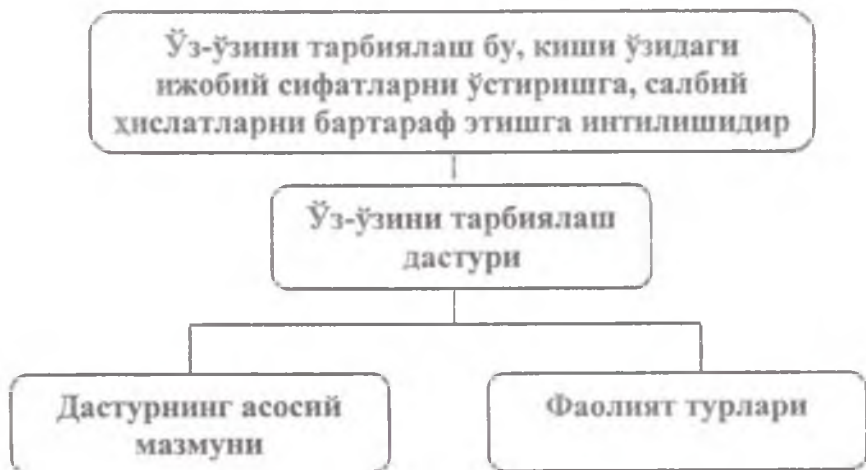 Ўз-ўзини тарбиялаш бу, киши ўзидаги
ижобий сифатларни ўстиришга, салбий
ҳислатларни бартараф этишга интилишидир
Ўз-ўзини тарбиялаш
дастури
Дастурнинг асосий
мазмуни
Фаолият турлари